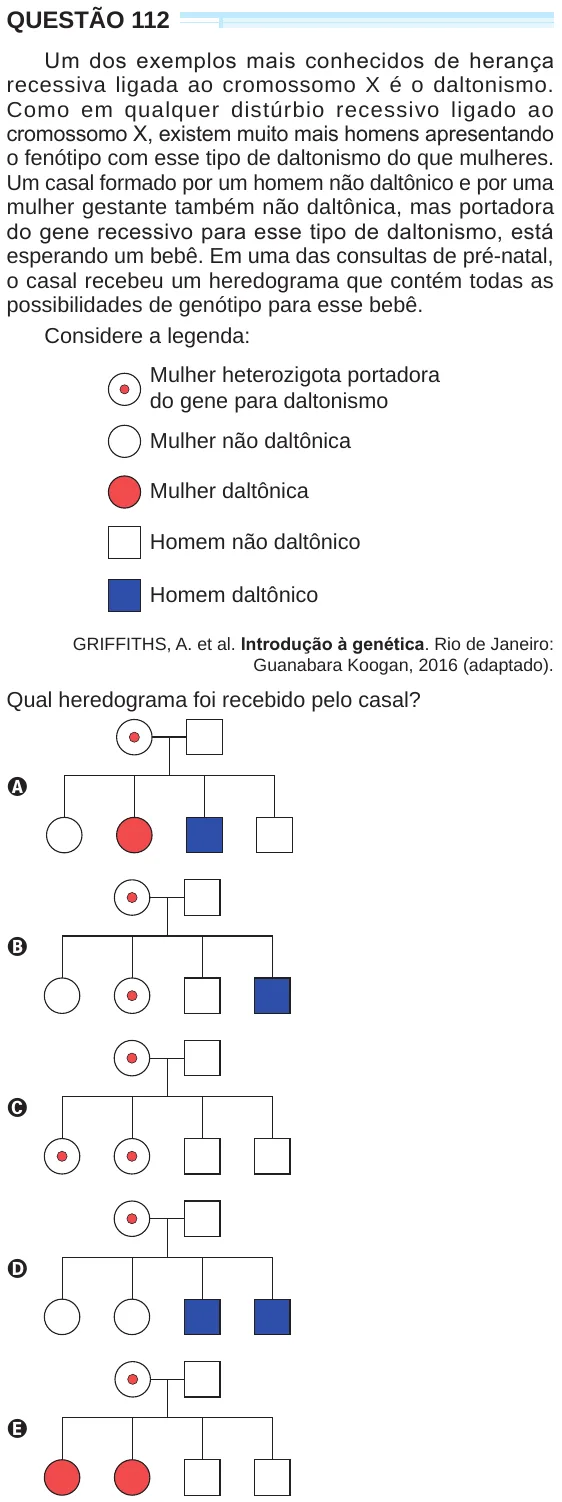 QUESTÃO 112
Um dos exemplos mais conhecidos de herança
recessiva ligada ao cromossomo X é o daltonismo.
Como em qualquer distúrbio recessivo ligado ao
cromossomo X, existem muito mais homens apresentando
o fenótipo com esse tipo de daltonismo do que mulheres.
Um casal formado por um homem não daltônico e por uma
mulher gestante também não daltônica, mas portadora
do gene recessivo para esse tipo de daltonismo, está
esperando um bebê. Em uma das consultas de pré-natal,
o casal recebeu um heredograma que contém todas as
possibilidades de genótipo para esse bebê.
Considere a legenda:
Mulher heterozigota portadora
do gene para daltonismo
Mulher não daltônica
Mulher daltônica
Homem não daltônico
Homem daltônico
GRIFFITHS, A. et al. Introdução à genética. Rio de Janeiro:
Guanabara Koogan, 2016 (adaptado).
Qual heredograma foi recebido pelo casal?
A
B
C
D
E